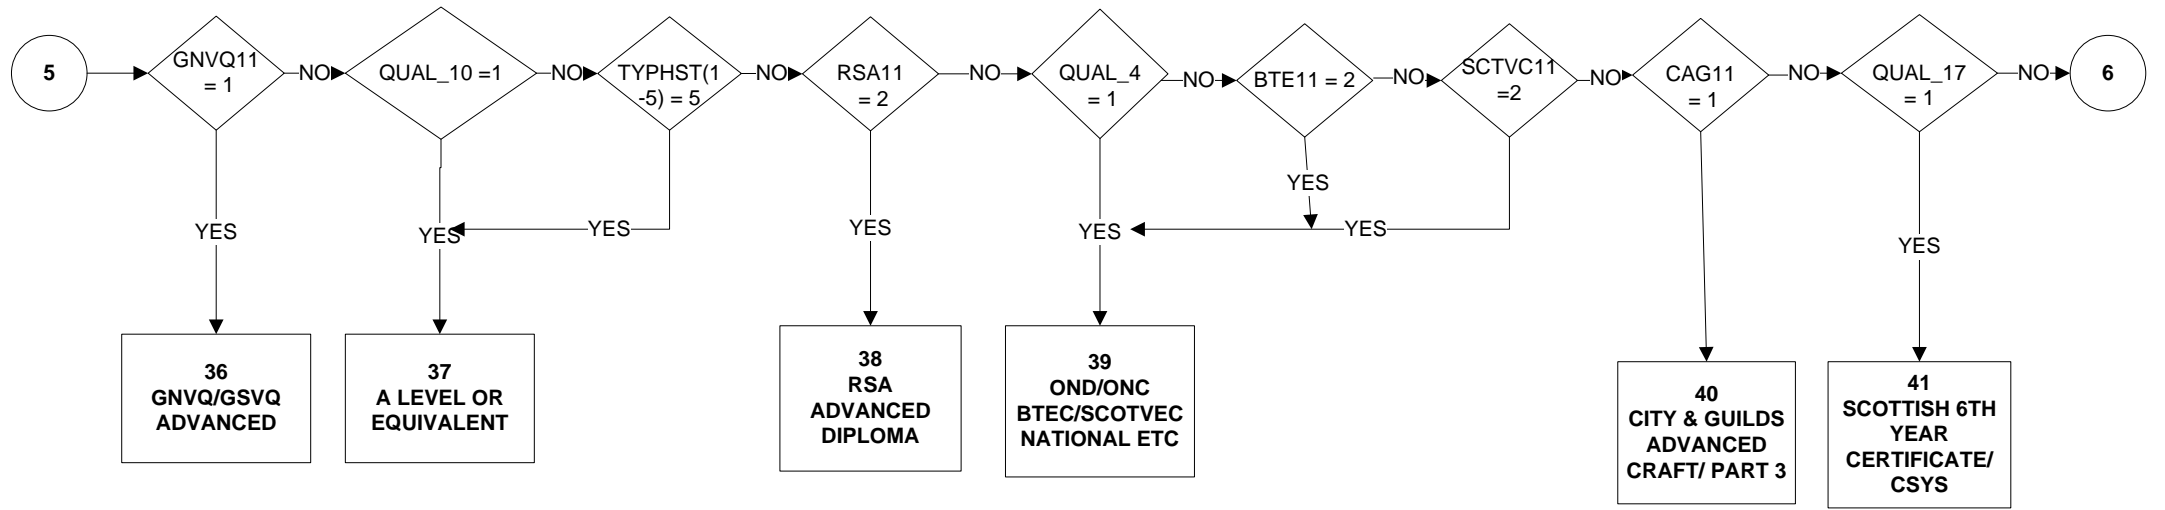 5
GNVQ11
= 1
NO
QUAL_10 =1
NO
TYPHST(1
-5) = 5
NO
RSA11
= 2
NO
QUAL_4
= 1
NO
BTE11 = 2
NO
SCTVC11
=2
NO
CAG11
= 1
NO
QUAL_17
= 1
NO
6
YES
YES
YES
YES
YES
YES
YES
YES
36
GNVQ/GSVQ
ADVANCED
37
A LEVEL OR
EQUIVALENT
38
RSA
ADVANCED
DIPLOMA
39
OND/ONC
BTEC/SCOTVEC
NATIONAL ETC
40
CITY & GUILDS
ADVANCED
CRAFT/ PART 3
41
SCOTTISH 6TH
YEAR
CERTIFICATE/
CSYS